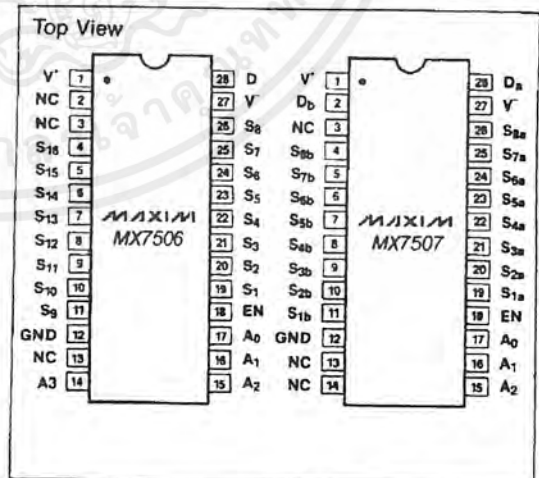 Top View
V+ 1 28 D
NC 2 27 V-
NC 3 26 S8
S16 4 25 S7
S15 5 24 S6
S14 6 23 S5
S13 7 22 S4
S12 8 21 S3
S11 9 20 S2
S10 10 19 S1
S9 11 18 EN
GND 12 17 A0
NC 13 16 A1
A3 14 15 A2
MAXIM
MX7506
V+ 1 28 Da
Db 2 27 V-
NC 3 26 S8a
S8b 4 25 S7a
S7b 5 24 S6a
S6b 6 23 S5a
S5b 7 22 S4a
S4b 8 21 S3a
S3b 9 20 S2a
S2b 10 19 S1a
S1b 11 18 EN
GND 12 17 A0
NC 13 16 A1
NC 14 15 A2
MAXIM
MX7507